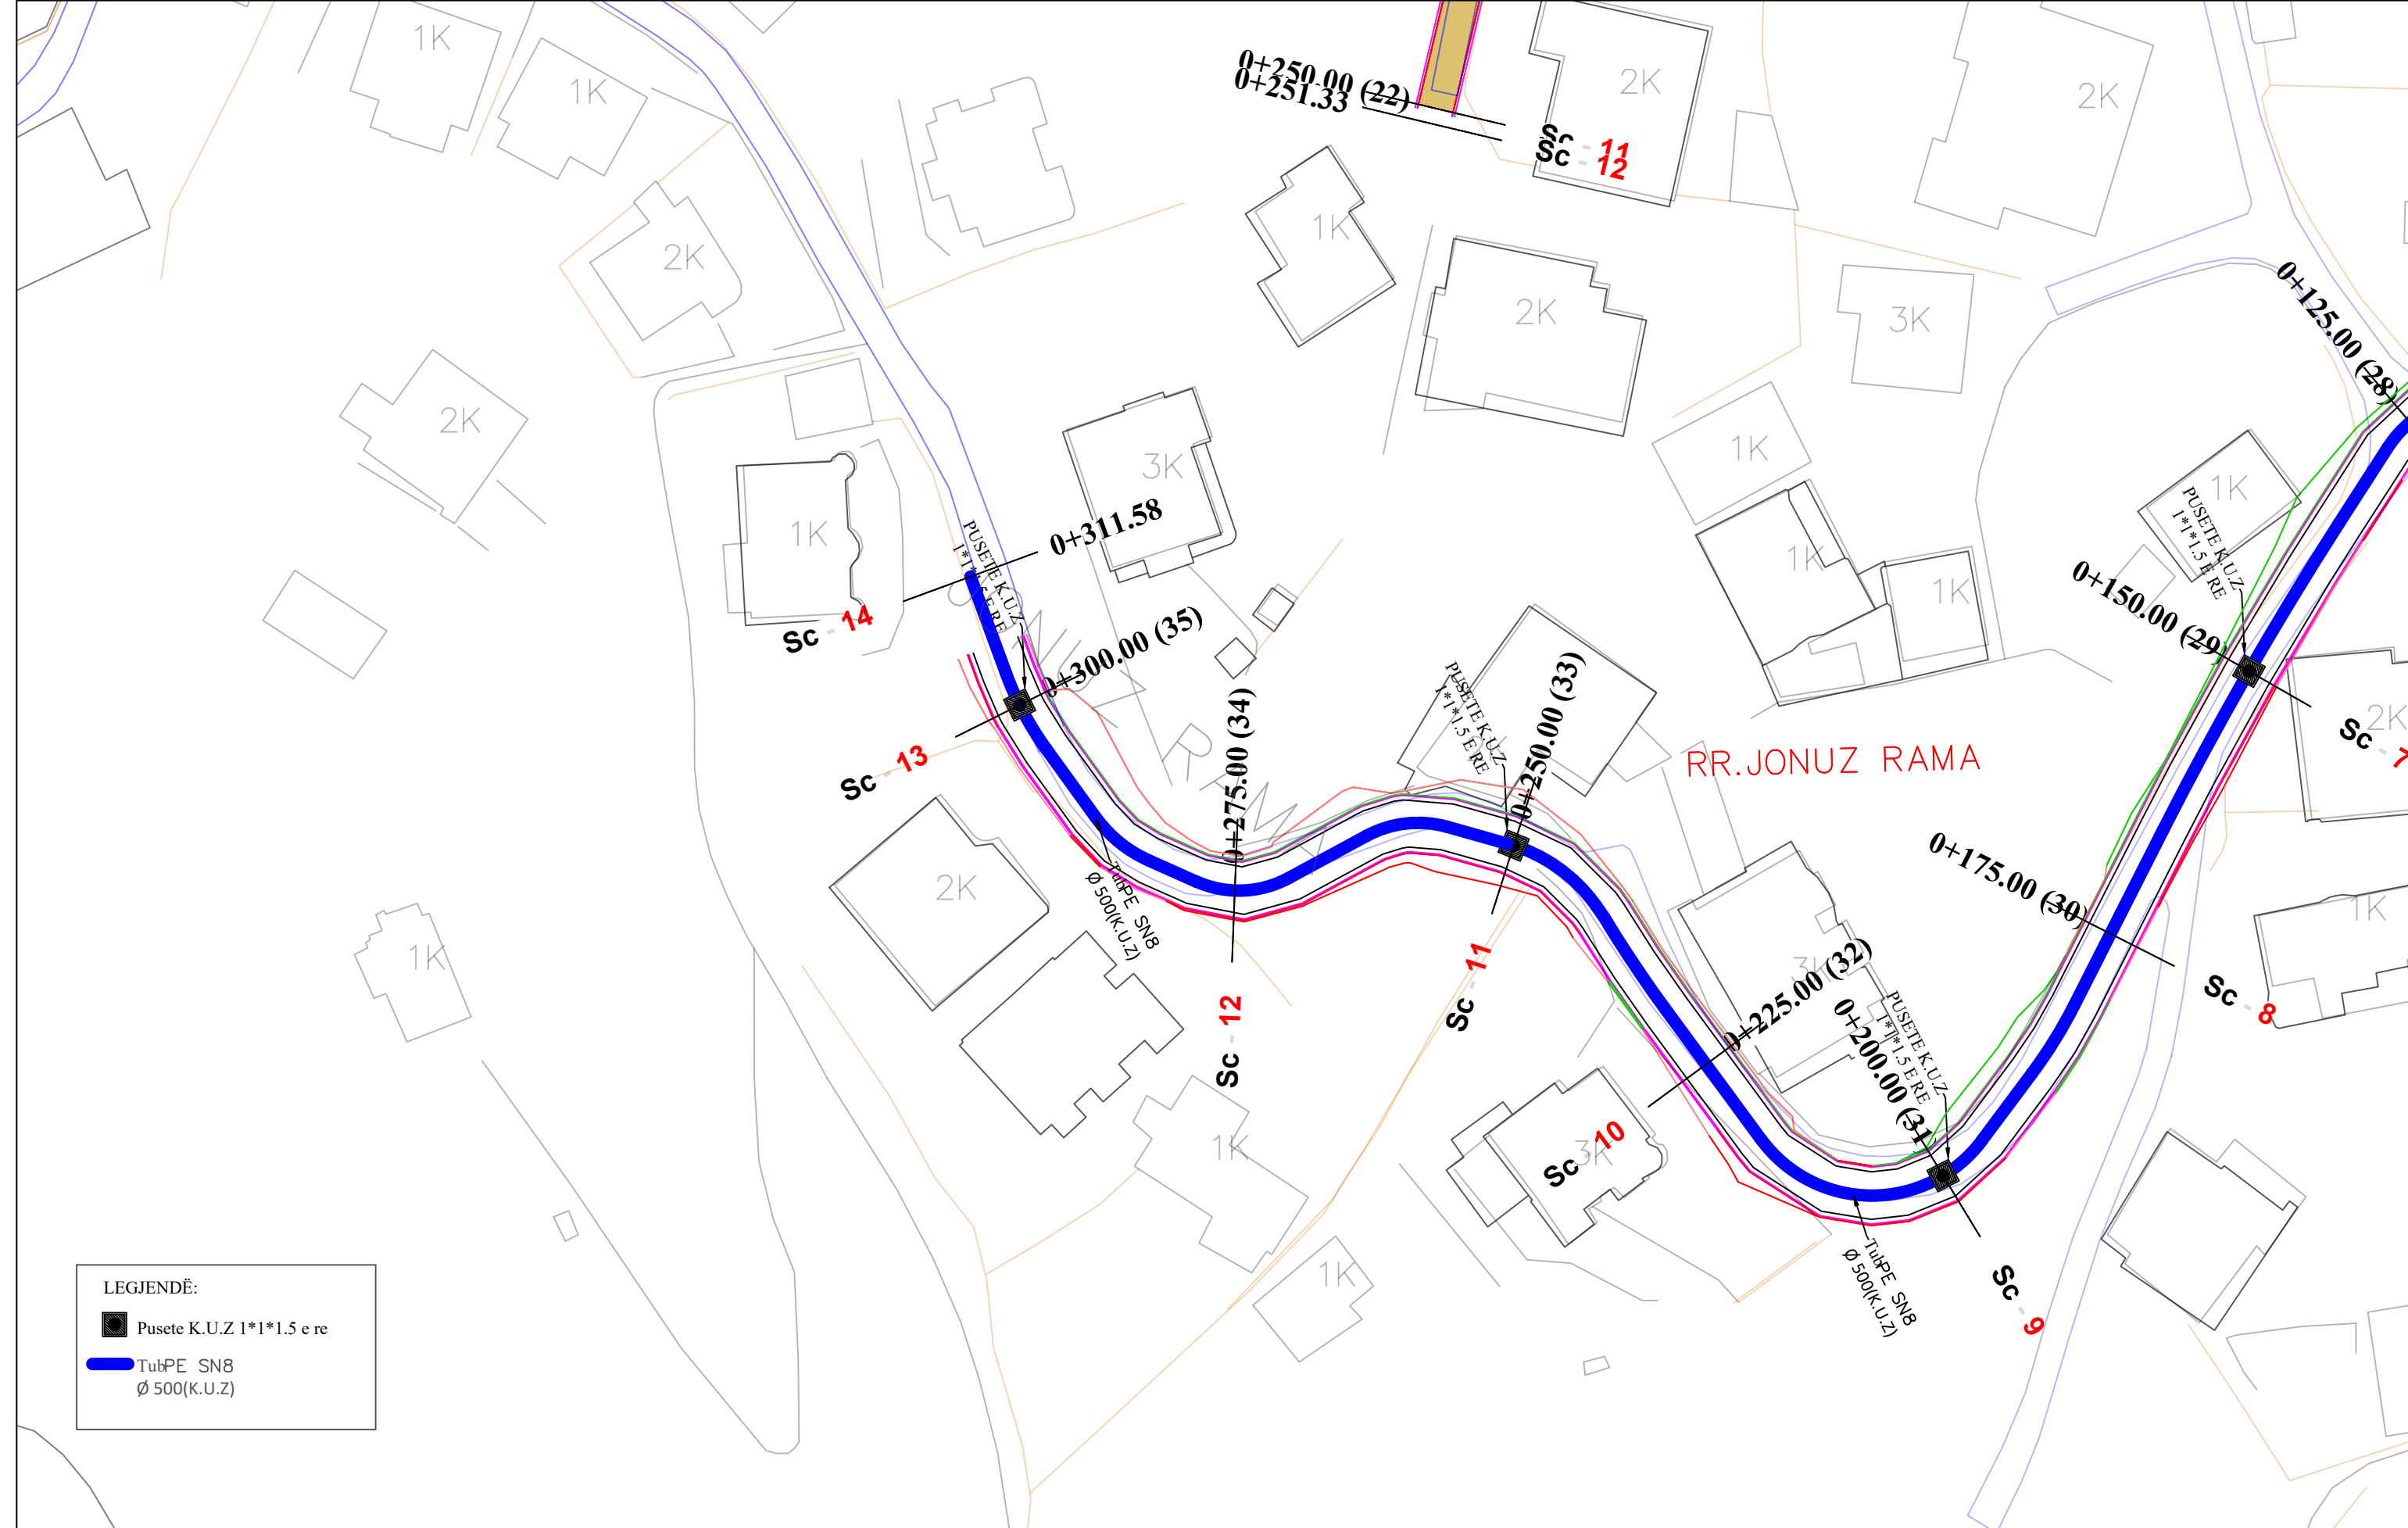 1K
1K
2K
0+250.00 (22)
0+251.33
Sc - 11
Sc - 12
2K
2K
1K
2K
3K
0+125.00 (28)
2K
1K
3K
1K
1K
1K
1K
PUSETE K.U.Z
1*1*1.5 E RE
0+150.00 (29)
2K
Sc - 7
0+311.58
PUSETE K.U.Z
1*1*1.5 E RE
Sc - 14
0+300.00 (35)
Sc - 13
0+275.00 (34)
Sc - 12
PUSETE K.U.Z
1*1*1.5 E RE
0+250.00 (33)
Sc - 11
RR.JONUZ RAMA
0+175.00 (30)
Sc - 8
1K
2K
TubPE SN8
Ø 500(K.U.Z)
1K
3K
0+225.00 (32)
Sc - 10
3K
PUSETE K.U.Z
1*1*1.5 E RE
0+200.00 (31)
Sc - 9
TubPE SN8
Ø 500(K.U.Z)
1K
1K
LEGJENDË:
Pusete K.U.Z 1*1*1.5 e re
TubPE SN8
Ø 500(K.U.Z)